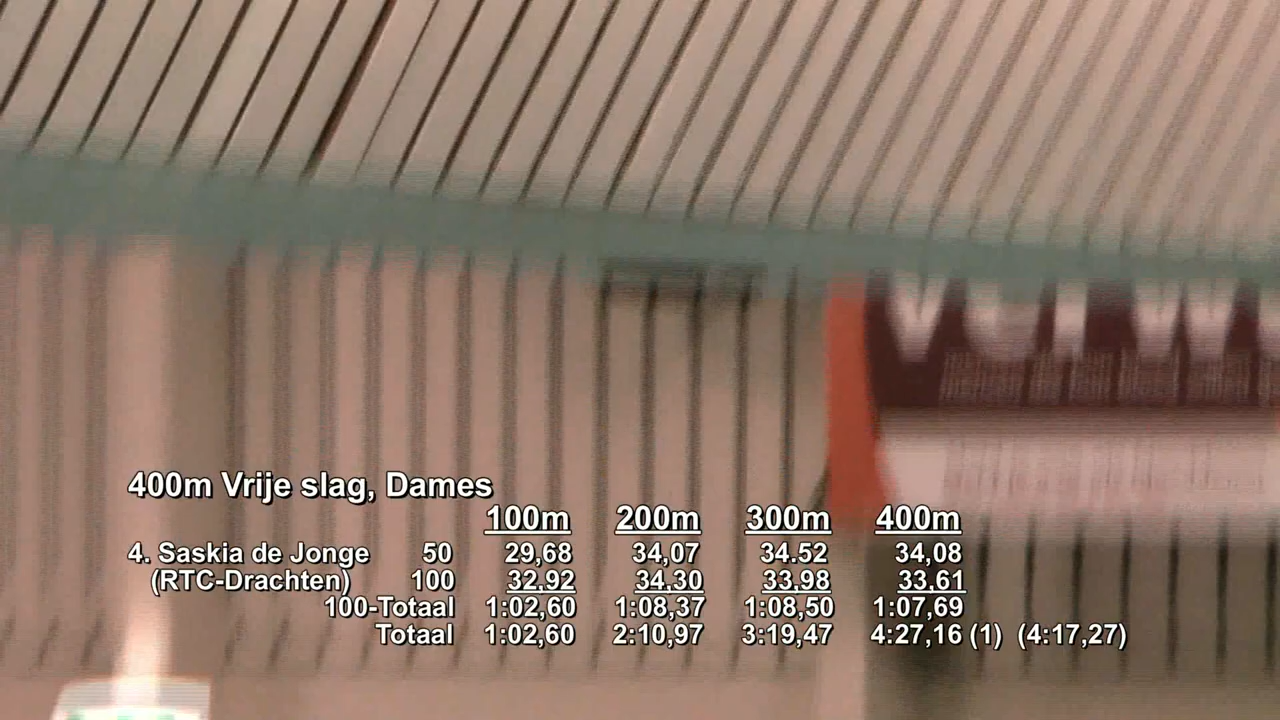 400m Vrije slag, Dames
100m 200m 300m 400m
4. Saskia de Jonge 50 29,68 34,07 34.52 34,08
(RTC-Drachten) 100 32,92 34,30 33,98 33,61
100-Totaal 1:02,60 1:08,37 1:08,50 1:07,69
Totaal 1:02,60 2:10,97 3:19,47 4:27,16 (1) (4:17,27)